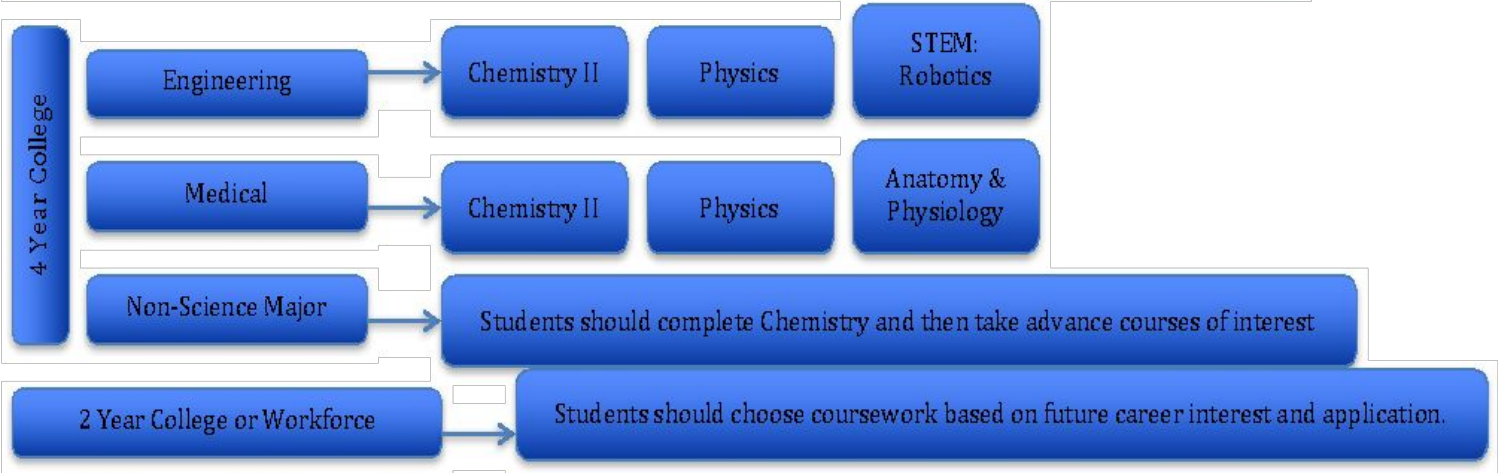 4 Year College
Engineering
Chemistry II
Physics
STEM:
Robotics
Medical
Chemistry II
Physics
Anatomy &
Physiology
Non-Science Major
Students should complete Chemistry and then take advance courses of interest
2 Year College or Workforce
Students should choose coursework based on future career interest and application.